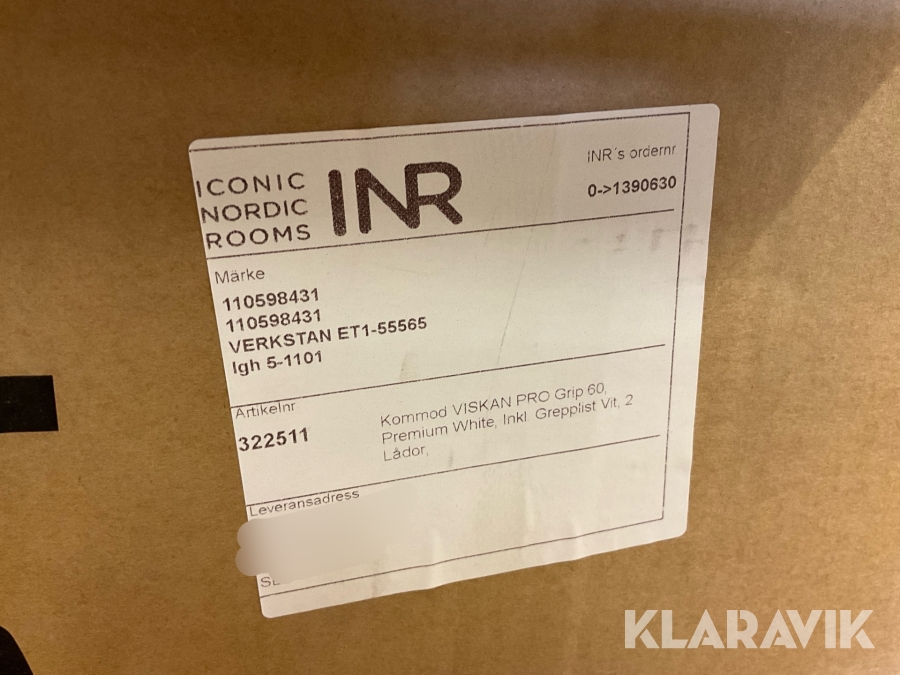 ICONIC
NORDIC
ROOMS
INR
INR´s ordernr
0->1390630
Märke
110598431
110598431
VERKSTAN ET1-55565
lgh 5-1101
Artikelnr
322511
Kommod VISKAN PRO Grip 60,
Premium White, Inkl. Grepplist Vit, 2
Lådor,
Leveransadress
KLARAVIK